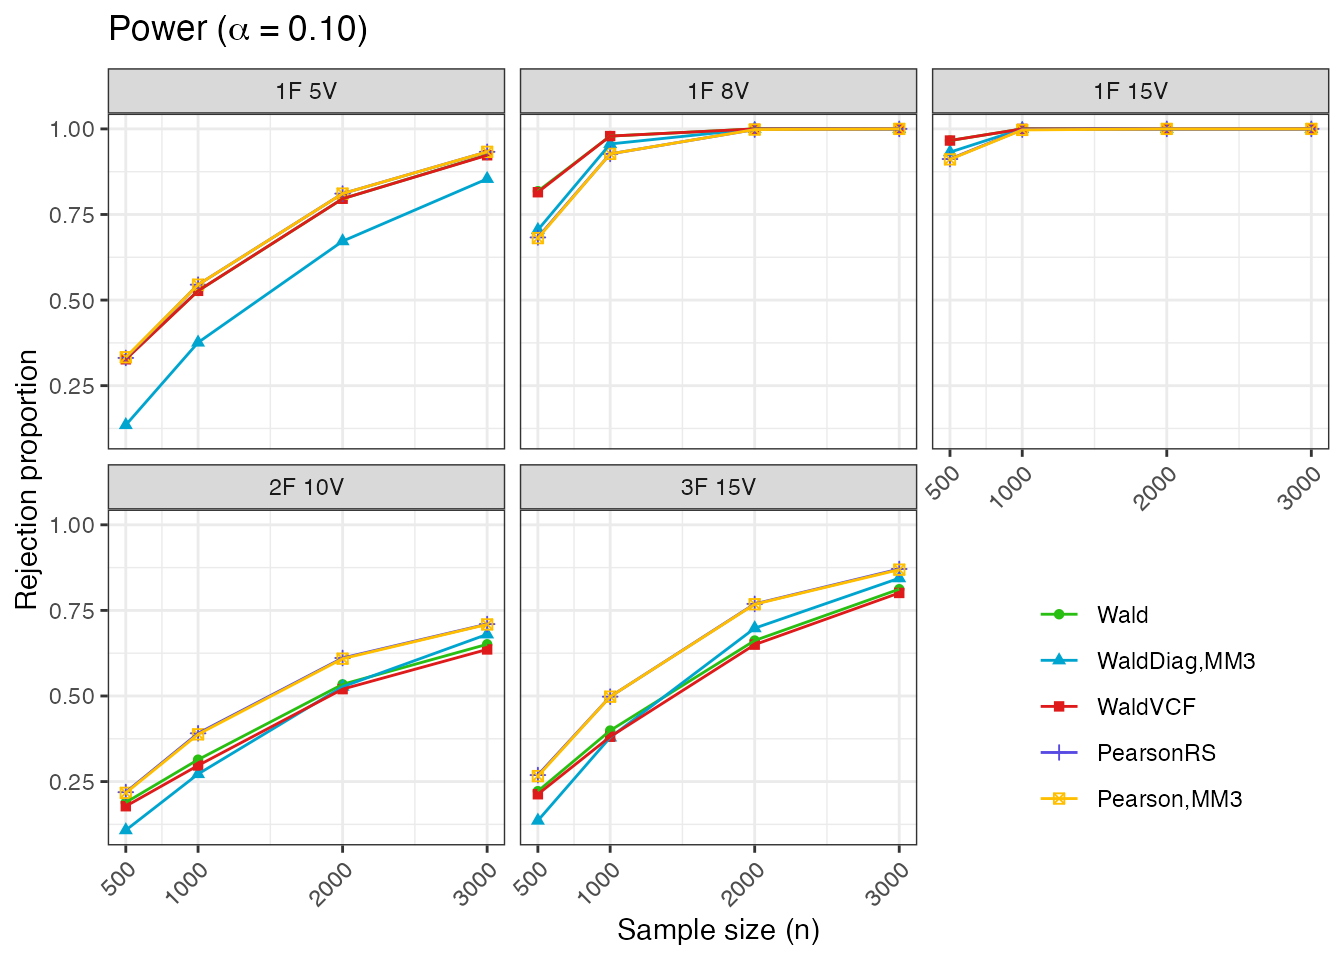 Power (α = 0.10)
1F 5V
1F 8V
1F 15V
1.00
0.75
0.50
0.25
500
1000
2000
3000
2F 10V
3F 15V
1.00
0.75
0.50
0.25
500
1000
2000
3000
500
1000
2000
3000
Rejection proportion
Sample size (n)
Wald
WaldDiag,MM3
WaldVCF
PearsonRS
Pearson,MM3